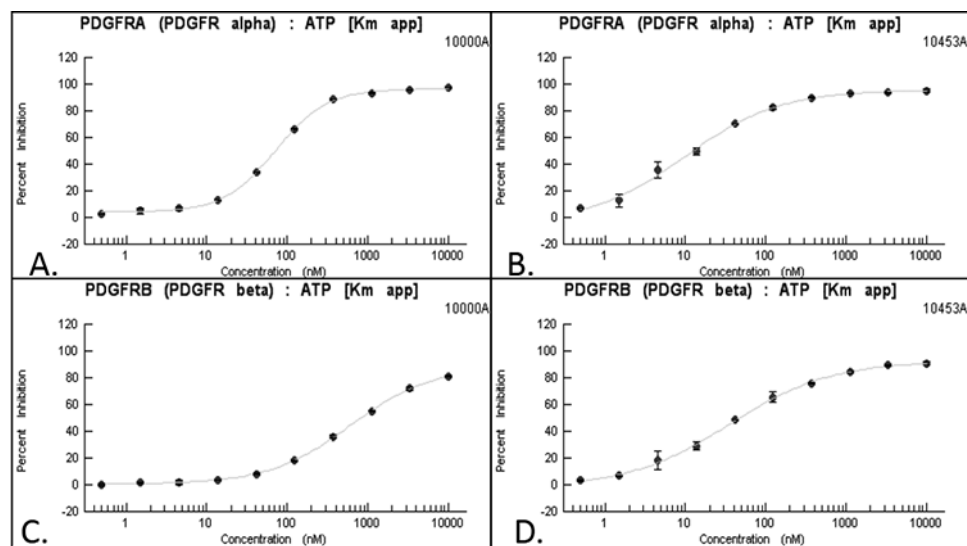 PDGFRA (PDGFR alpha) : ATP [Km app]
10000A
120
100
80
60
40
20
0
-20
Percent Inhibition
1
10
100
1000
10000
Concentration (nM)
A.
PDGFRA (PDGFR alpha) : ATP [Km app]
10453A
120
100
80
60
40
20
0
-20
Percent Inhibition
1
10
100
1000
10000
Concentration (nM)
B.
PDGFRB (PDGFR beta) : ATP [Km app]
10000A
120
100
80
60
40
20
0
-20
Percent Inhibition
1
10
100
1000
10000
Concentration (nM)
C.
PDGFRB (PDGFR beta) : ATP [Km app]
10453A
120
100
80
60
40
20
0
-20
Percent Inhibition
1
10
100
1000
10000
Concentration (nM)
D.